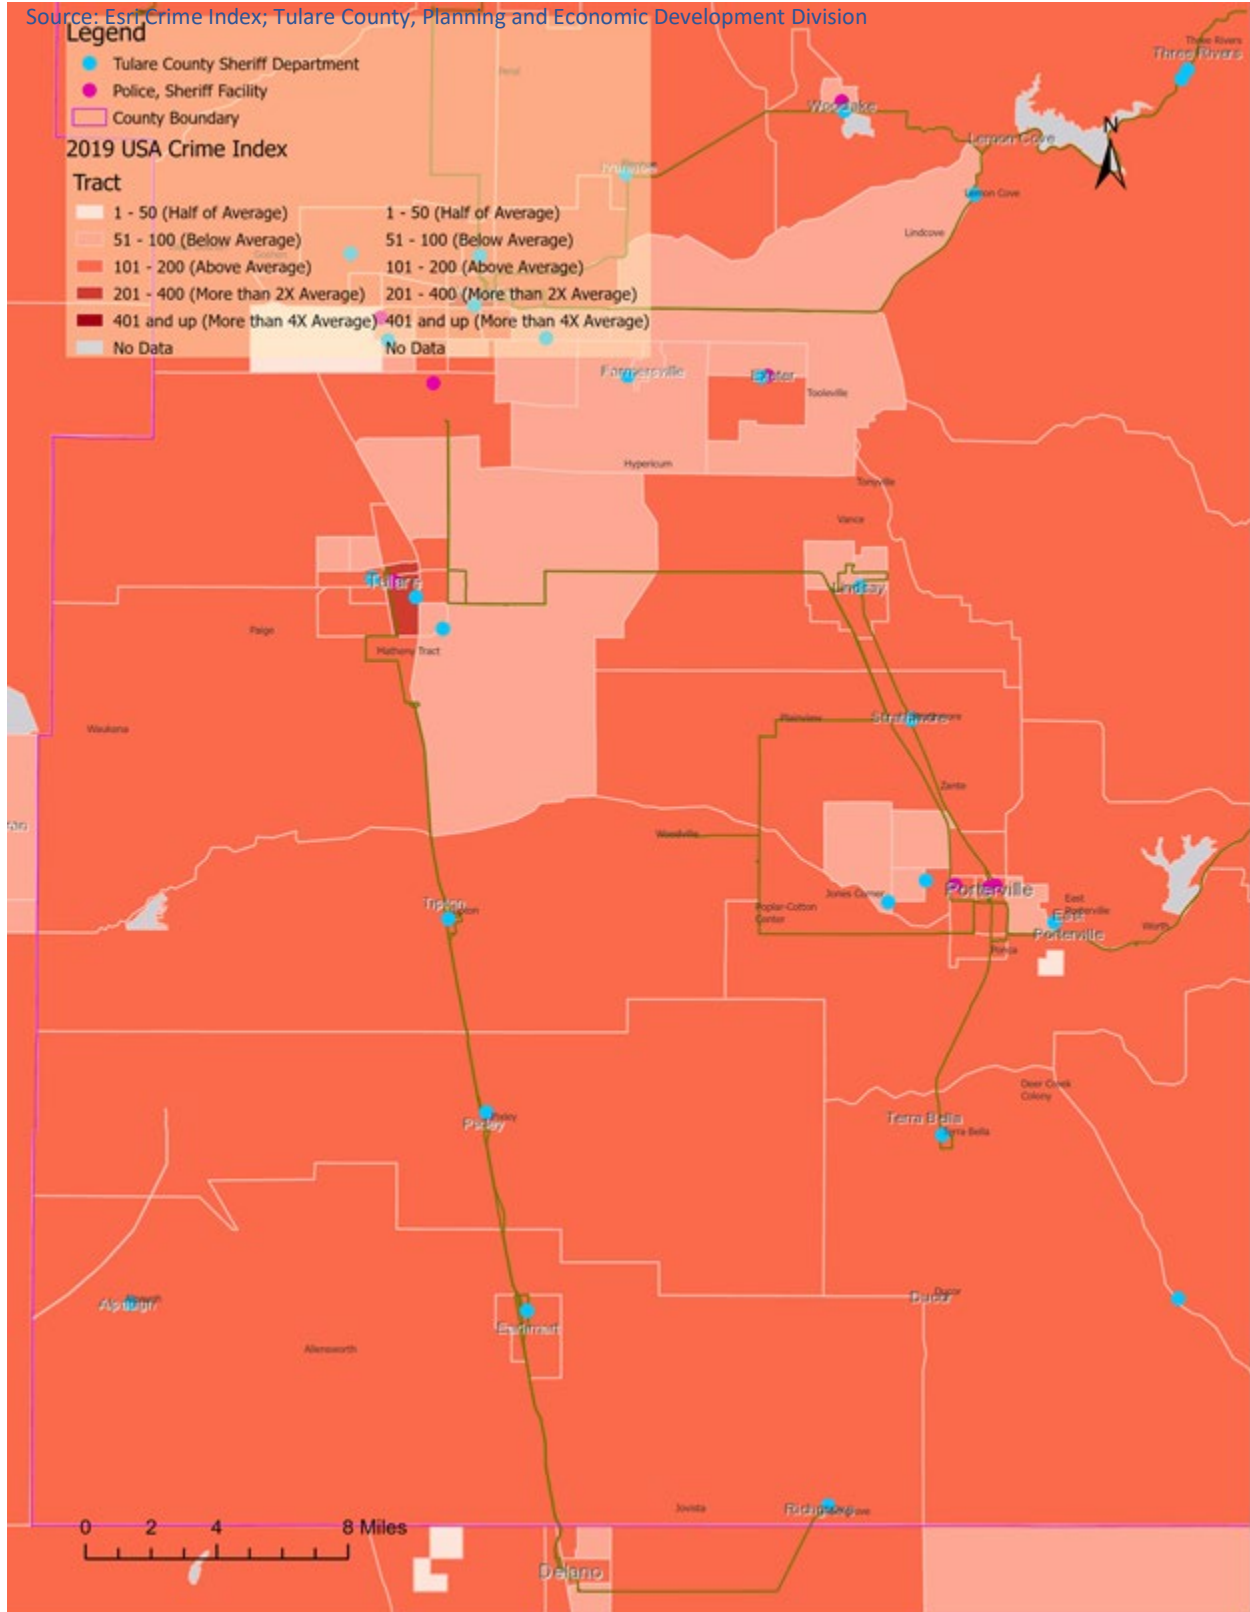 Source: Esri Crime Index; Tulare County, Planning and Economic Development Division
Legend
Tulare County Sheriff Department
Police, Sheriff Facility
County Boundary
2019 USA Crime Index
Tract
1 - 50 (Half of Average) 1 - 50 (Half of Average)
51 - 100 (Below Average) 51 - 100 (Below Average)
101 - 200 (Above Average) 101 - 200 (Above Average)
201 - 400 (More than 2X Average) 201 - 400 (More than 2X Average)
401 and up (More than 4X Average) 401 and up (More than 4X Average)
No Data No Data
Three Rivers
Three Rivers
Woodlake
N
Lemon Cove
Lemon Cove
Lindcove
Farmersville
Exeter
Tooleville
Hypericum
Tonyville
Vance
Tulare
Lindsay
Paige
Matheny Tract
Waukena
Plainview
Strathmore
Zante
Woodville
Jones Corner
Porterville
Poplar-Cotton
Center
East
Porterville
East
Porterville
Worth
Ponca
Tipton
Tipton
Deer Creek
Colony
Pixley
Pixley
Terra Bella
Terra Bella
Alpaugh
Alpaugh
Ducor
Ducor
Earlimart
Allensworth
Jovista
Richgrove
0 2 4 8 Miles
Delano